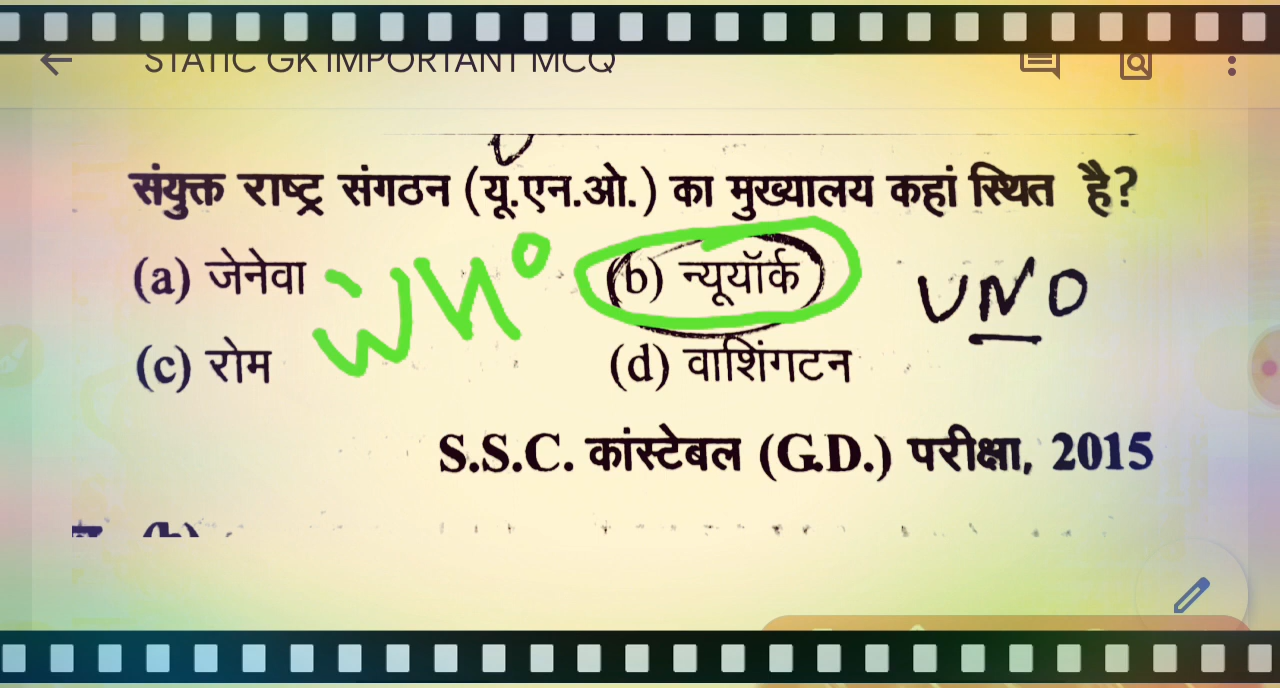 STATIC GK IMPORTANT MCQ
संयुक्त राष्ट्र संगठन (यू.एन.ओ.) का मुख्यालय कहां स्थित है?
(a) जेनेवा WHO (b) न्यूयॉर्क UNO
(c) रोम (d) वाशिंगटन
S.S.C. कांस्टेबल (G.D.) परीक्षा, 2015
(b)